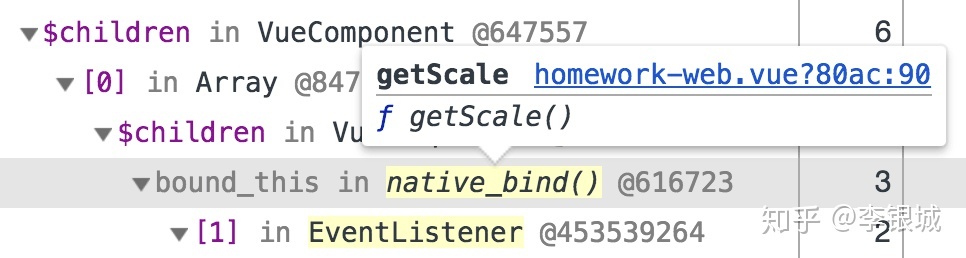 ▼$children in VueComponent @647557 6
▼[0] in Array @847
getScale homework-web.vue?80ac:90
ƒ getScale()
▼$children in Vu
▼bound_this in native_bind() @616723 3
▼[1] in EventListener @453539264 2
知乎 @李银城